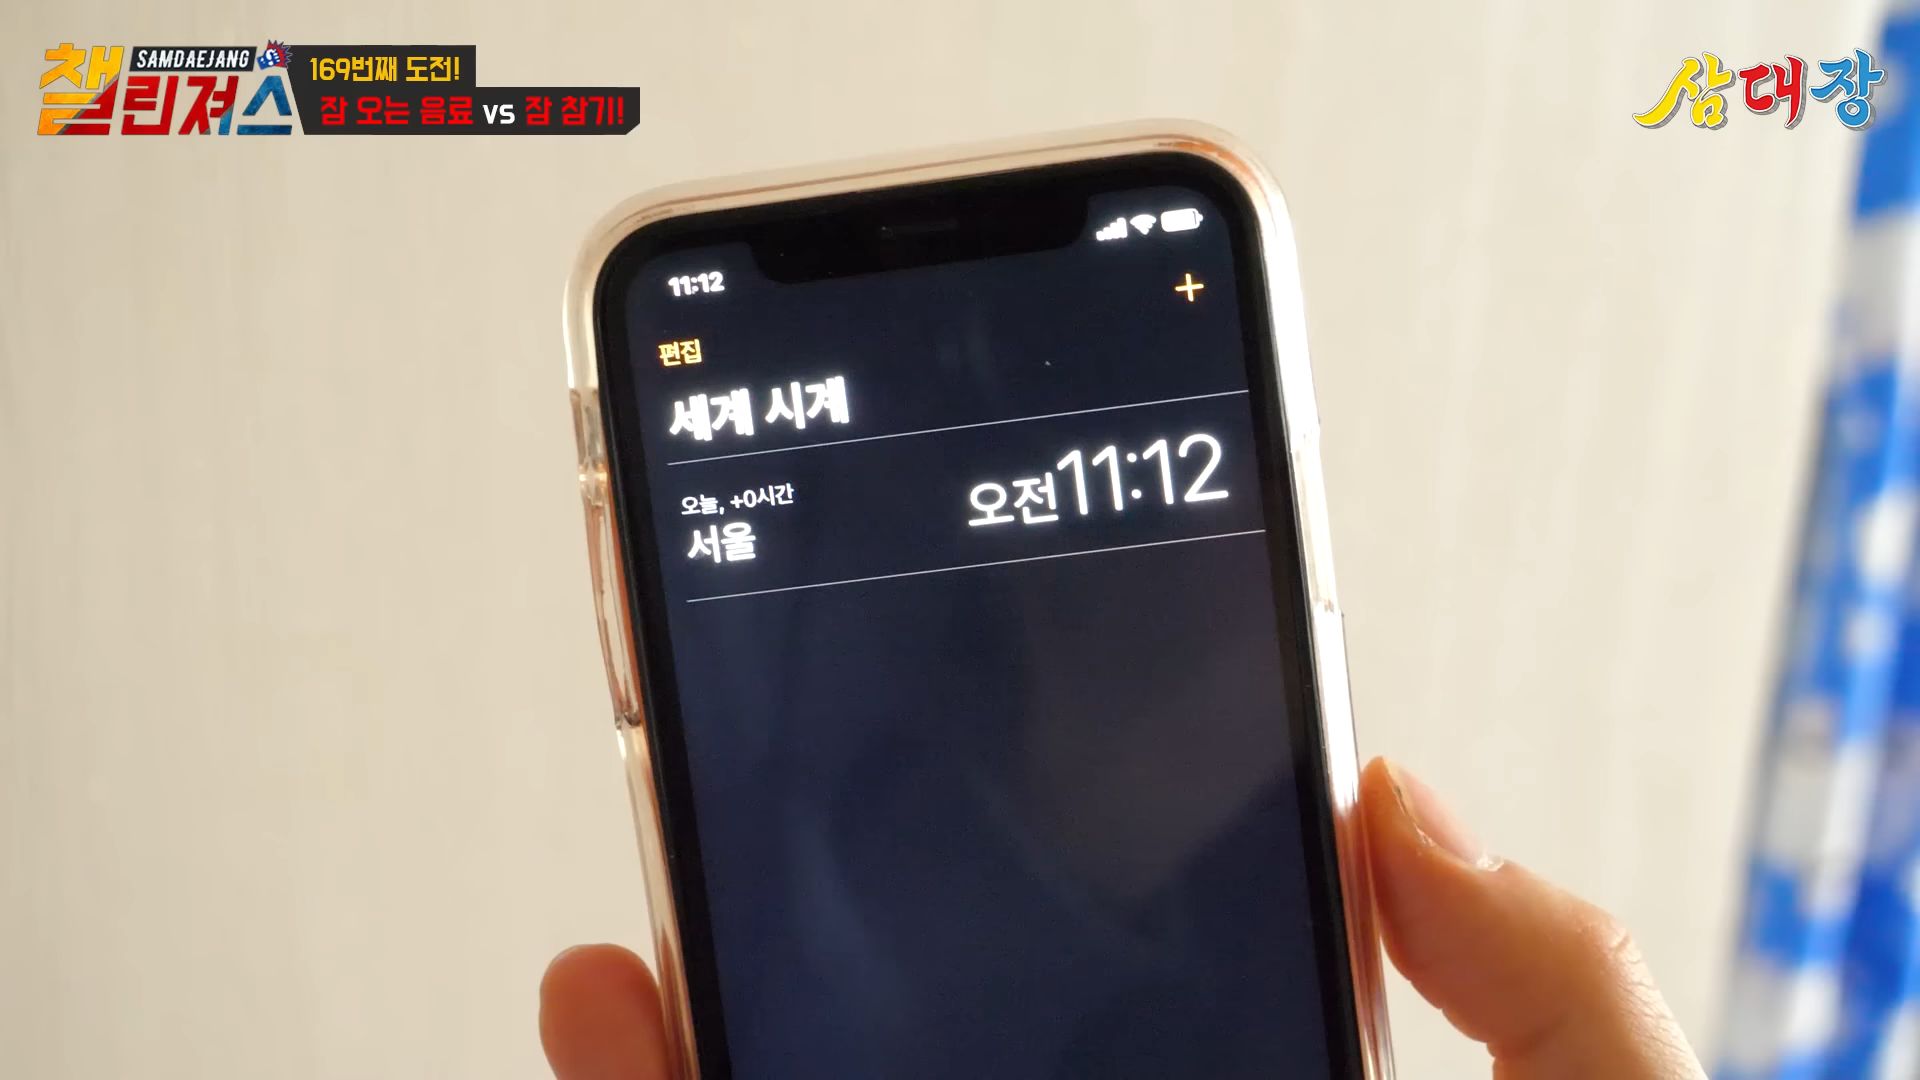 챌린져스
SAMDAEJANG
169번째 도전!
잠 오는 음료 vs 잠 참기!
삼대장
11:12
편집
세계 시계
오늘, +0시간
서울
오전11:12